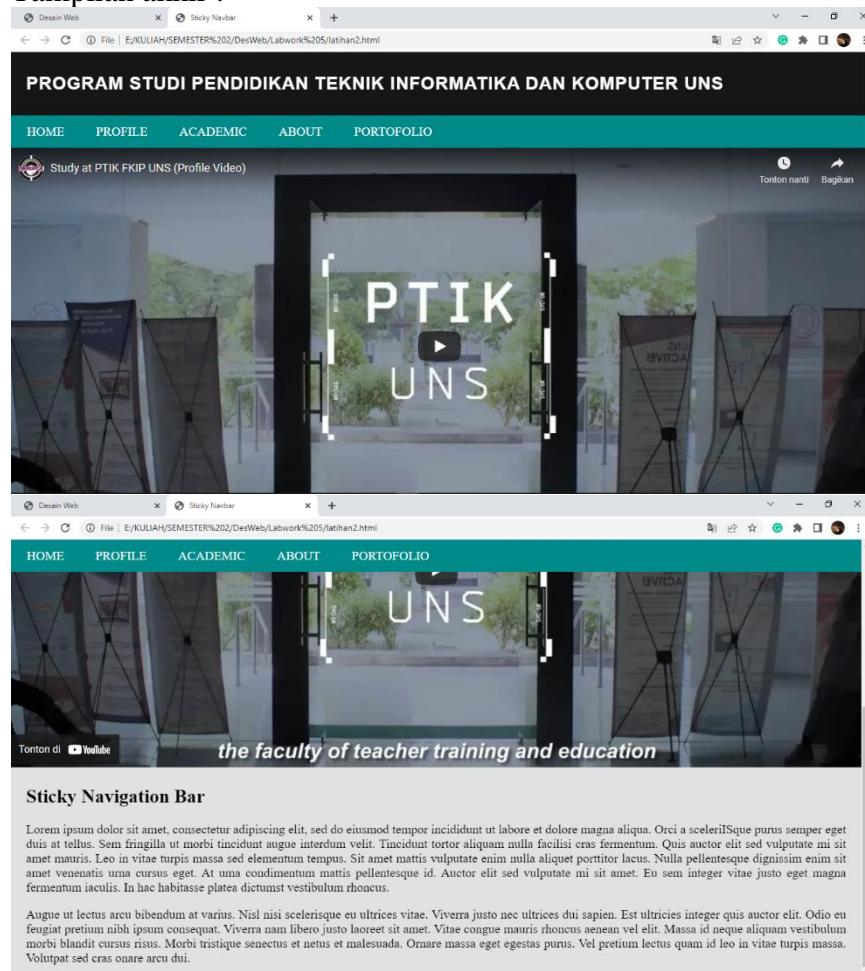 Desain Web
Sticky Navbar
File | E:/KULIAH/SEMESTER%202/DesWeb/Labwork%205/latihan2.html
PROGRAM STUDI PENDIDIKAN TEKNIK INFORMATIKA DAN KOMPUTER UNS
HOME PROFILE ACADEMIC ABOUT PORTOFOLIO
Study at PTIK FKIP UNS (Profile Video)
Tonton nanti Bagikan
PTIK
UNS
Desain Web
Sticky Navbar
File | E:/KULIAH/SEMESTER%202/DesWeb/Labwork%205/latihan2.html
HOME PROFILE ACADEMIC ABOUT PORTOFOLIO
UNS
Tonton di YouTube
the faculty of teacher training and education
Sticky Navigation Bar
Lorem ipsum dolor sit amet, consectetur adipiscing elit, sed do eiusmod tempor incididunt ut labore et dolore magna aliqua. Orci a sceleriISque purus semper eget
duis at tellus. Sem fringilla ut morbi tincidunt augue interdum velit. Tincidunt tortor aliquam nulla facilisi cras fermentum. Quis auctor elit sed vulputate mi sit
amet mauris. Leo in vitae turpis massa sed elementum tempus. Sit amet mattis vulputate enim nulla aliquet porttitor lacus. Nulla pellentesque dignissim enim sit
amet venenatis urna cursus eget. At uma condimentum mattis pellentesque id. Auctor elit sed vulputate mi sit amet. Eu sem integer vitae justo eget magna
fermentum iaculis. In hac habitasse platea dictumst vestibulum rhoncus.
Augue ut lectus arcu bibendum at varius. Nisl nisi scelerisque eu ultrices vitae. Viverra justo nec ultrices dui sapien. Est ultricies integer quis auctor elit. Odio eu
feugiat pretium nibh ipsum consequat. Viverra nam libero justo laoreet sit amet. Vitae congue mauris rhoncus aenean vel elit. Massa id neque aliquam vestibulum
morbi blandit cursus risus. Morbi tristique senectus et netus et malesuada. Ornare massa eget egestas purus. Vel pretium lectus quam id leo in vitae turpis massa.
Volutpat sed cras onare arcu dui.